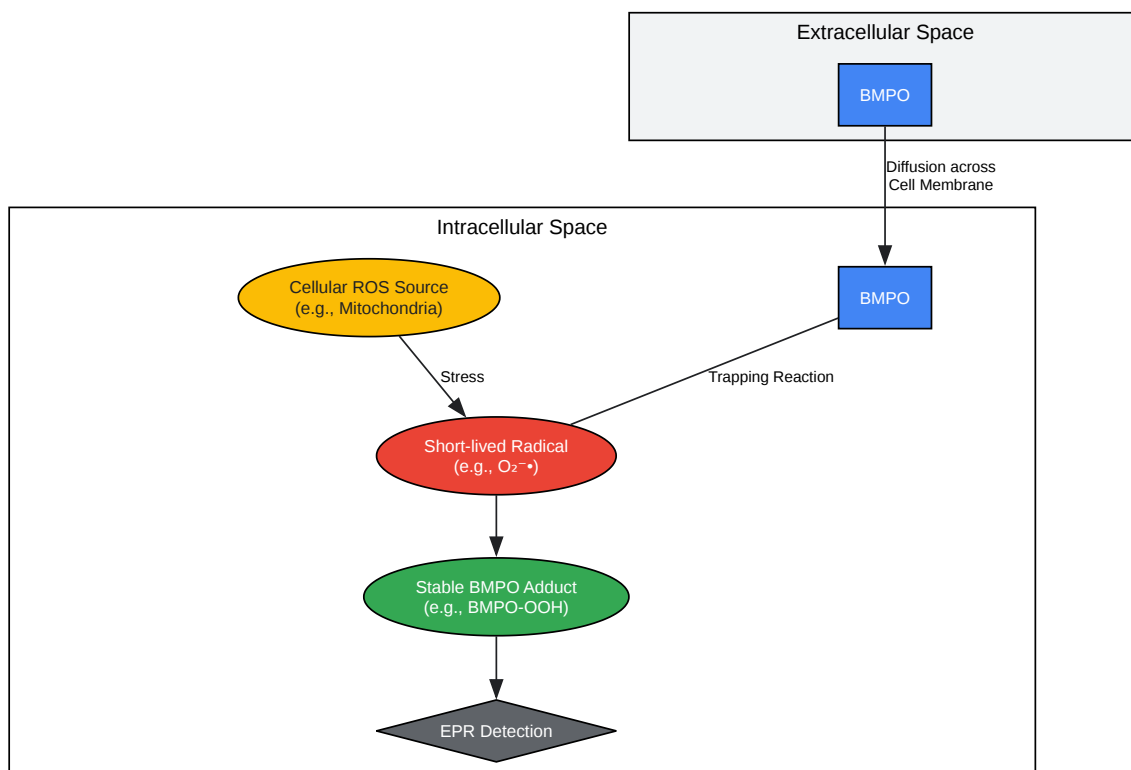 Extracellular Space
BMPO
Diffusion across
Cell Membrane
Intracellular Space
Cellular ROS Source
(e.g., Mitochondria)
BMPO
Stress
Trapping Reaction
Short-lived Radical
(e.g., O₂⁻•)
Stable BMPO Adduct
(e.g., BMPO-OOH)
EPR Detection